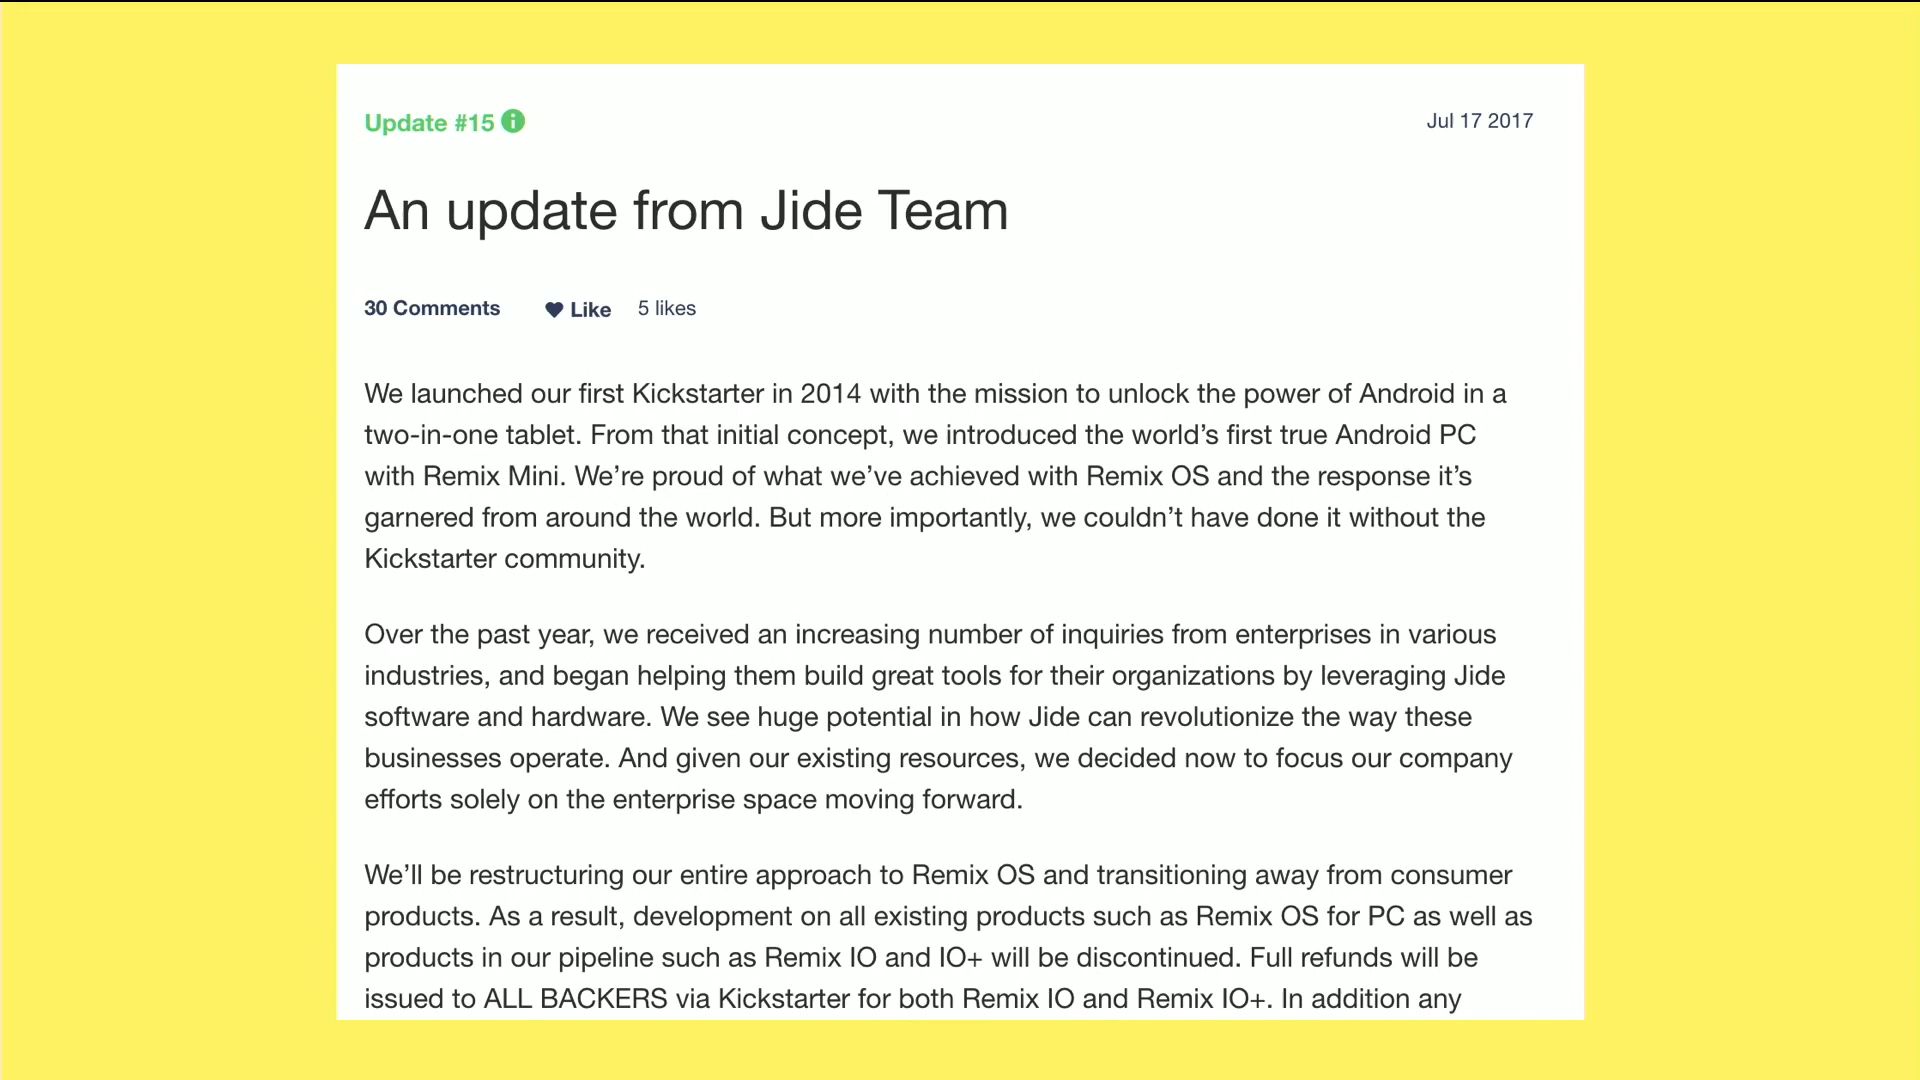 Update #15
Jul 17 2017
An update from Jide Team
30 Comments
Like
5 likes
We launched our first Kickstarter in 2014 with the mission to unlock the power of Android in a
two-in-one tablet. From that initial concept, we introduced the world’s first true Android PC
with Remix Mini. We’re proud of what we’ve achieved with Remix OS and the response it’s
garnered from around the world. But more importantly, we couldn’t have done it without the
Kickstarter community.
Over the past year, we received an increasing number of inquiries from enterprises in various
industries, and began helping them build great tools for their organizations by leveraging Jide
software and hardware. We see huge potential in how Jide can revolutionize the way these
businesses operate. And given our existing resources, we decided now to focus our company
efforts solely on the enterprise space moving forward.
We’ll be restructuring our entire approach to Remix OS and transitioning away from consumer
products. As a result, development on all existing products such as Remix OS for PC as well as
products in our pipeline such as Remix IO and IO+ will be discontinued. Full refunds will be
issued to ALL BACKERS via Kickstarter for both Remix IO and Remix IO+. In addition any